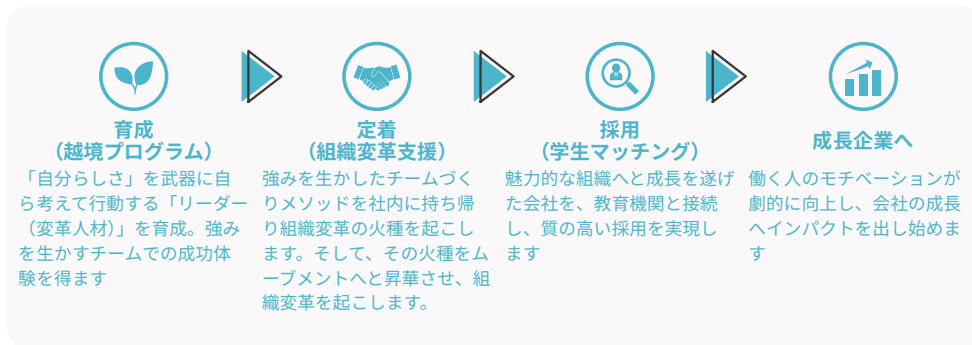 育成
（越境プログラム）
「自分らしさ」を武器に自
ら考えて行動する「リーダー
（変革人材）」を育成。強み
を生かすチームでの成功体
験を得ます
定着
（組織変革支援）
強みを生かしたチームづく
りメソッドを社内に持ち帰
り組織変革の火種を起こし
ます。そして、その火種をム
ーブメントへと昇華させ、組
織変革を起こします。
採用
（学生マッチング）
魅力的な組織へと成長を遂げ
た会社を、教育機関と接続
し、質の高い採用を実現し
ます
成長企業へ
働く人のモチベーションが
劇的に向上し、会社の成長
へインパクトを出し始めま
す